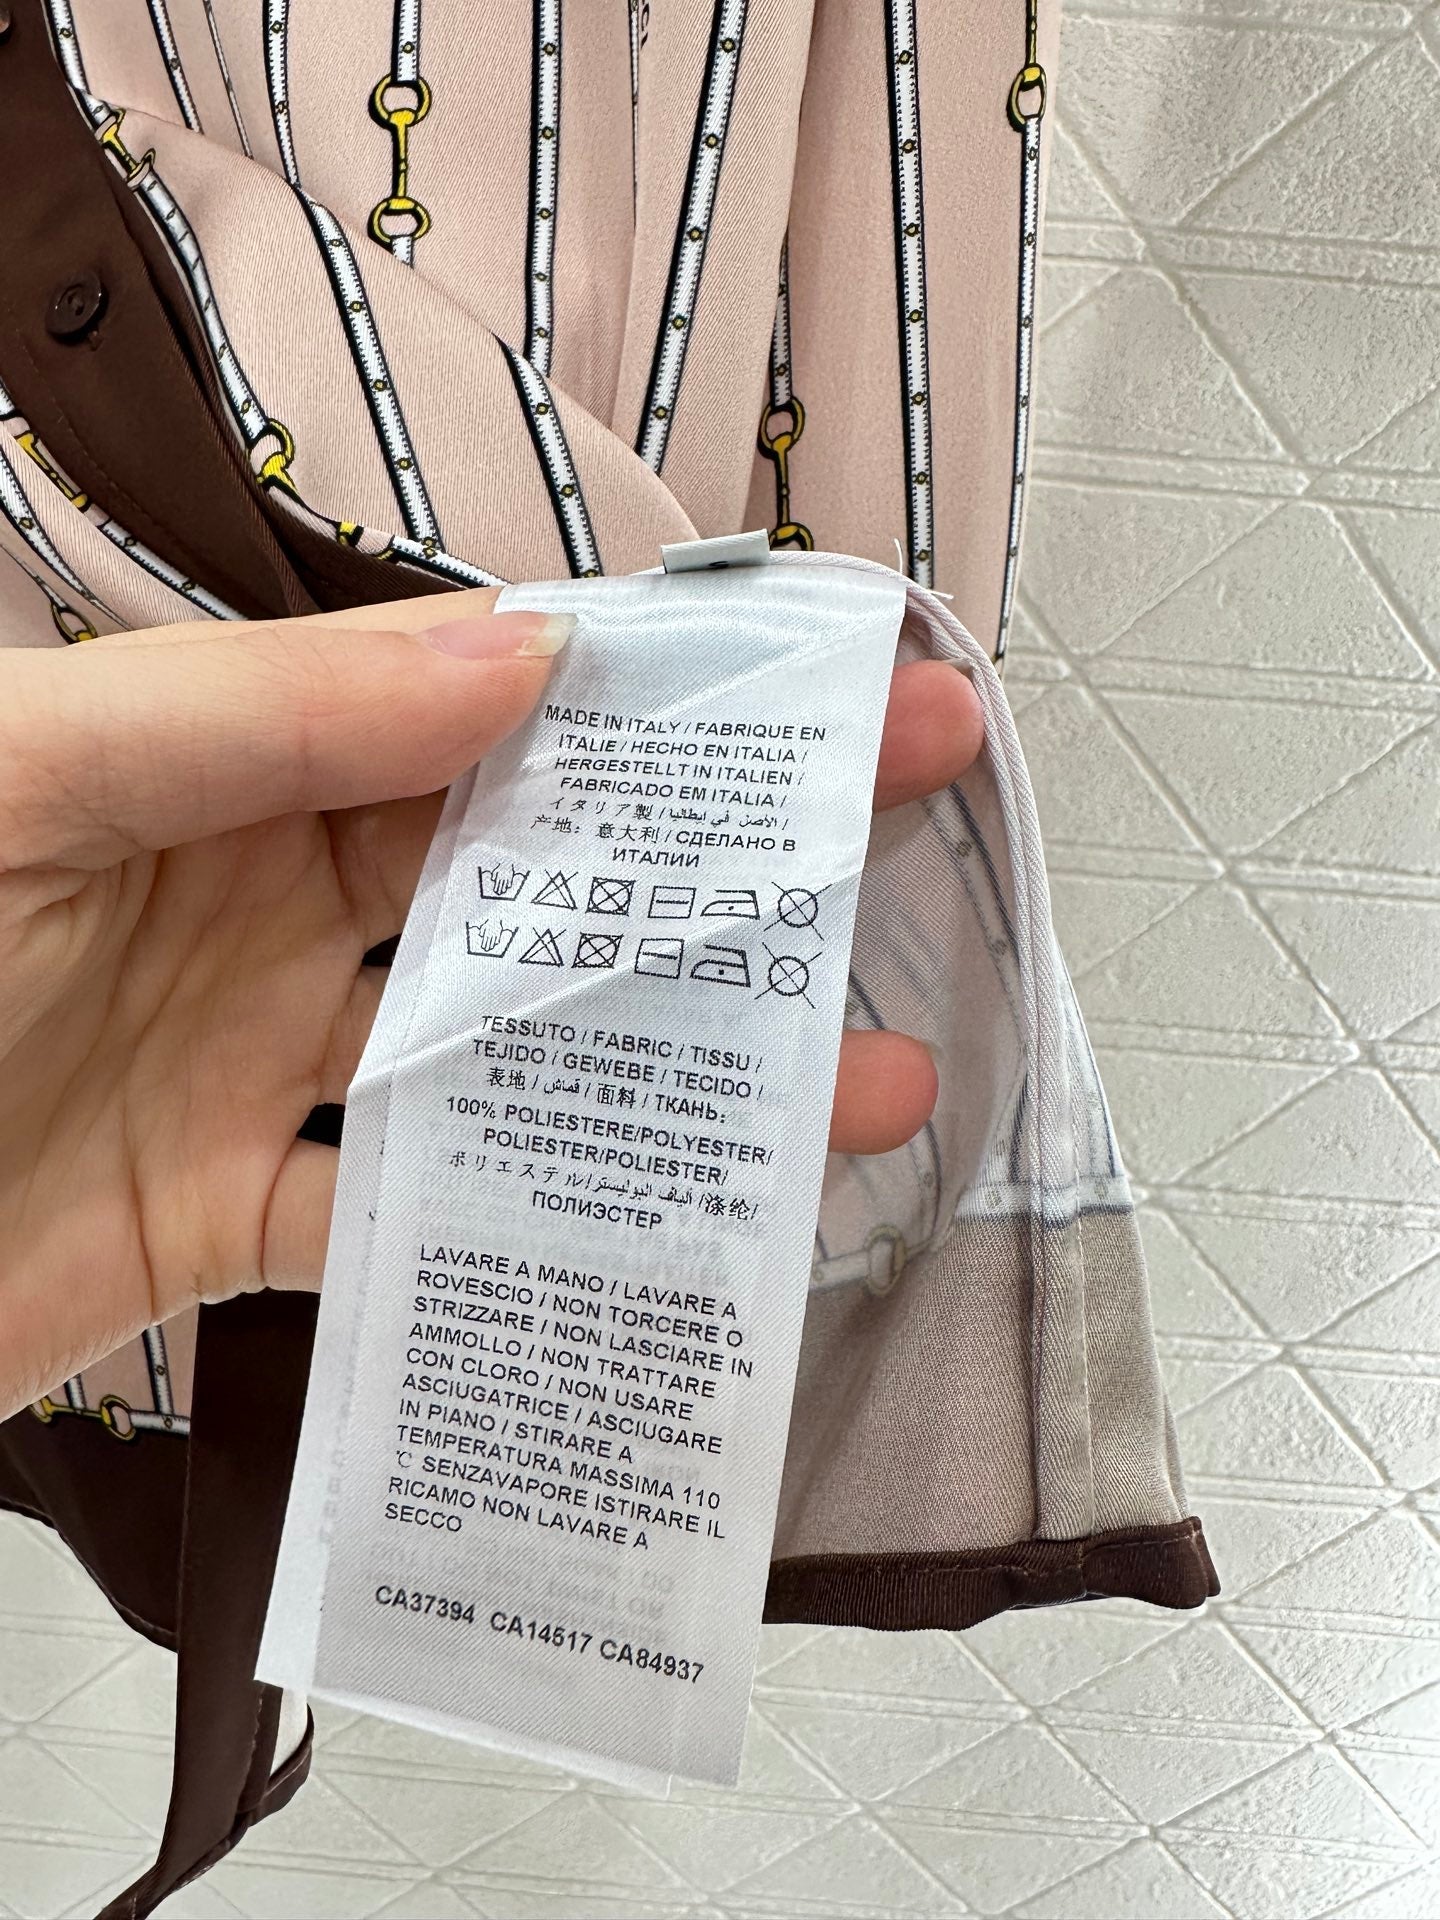 MADE IN ITALY / FABRIQUE EN
ITALIE / HECHO EN ITALIA /
HERGESTELLT IN ITALIEN /
FABRICADO EM ITALIA /
イタリア製 / الأصل في إيطاليا /
产地: 意大利 / СДЕЛАНО В
ИТАЛИИ
TESSUTO / FABRIC / TISSU /
TEJIDO / GEWEBE / TECIDO /
表地 / قماش / 面料 / ТКАНЬ:
100% POLIESTERE/POLYESTER/
POLIESTER/POLIESTER/
ポリエステル/الياف البوليستر/涤纶/
ПОЛИЭСТЕР
LAVARE A MANO / LAVARE A
ROVESCIO / NON TORCERE O
STRIZZARE / NON LASCIARE IN
AMMOLLO / NON TRATTARE
CON CLORO / NON USARE
ASCIUGATRICE / ASCIUGARE
IN PIANO / STIRARE A
TEMPERATURA MASSIMA 110
℃ SENZAVAPORE ISTIRARE IL
RICAMO NON LAVARE A
SECCO
CA37394 CA14517 CA84937